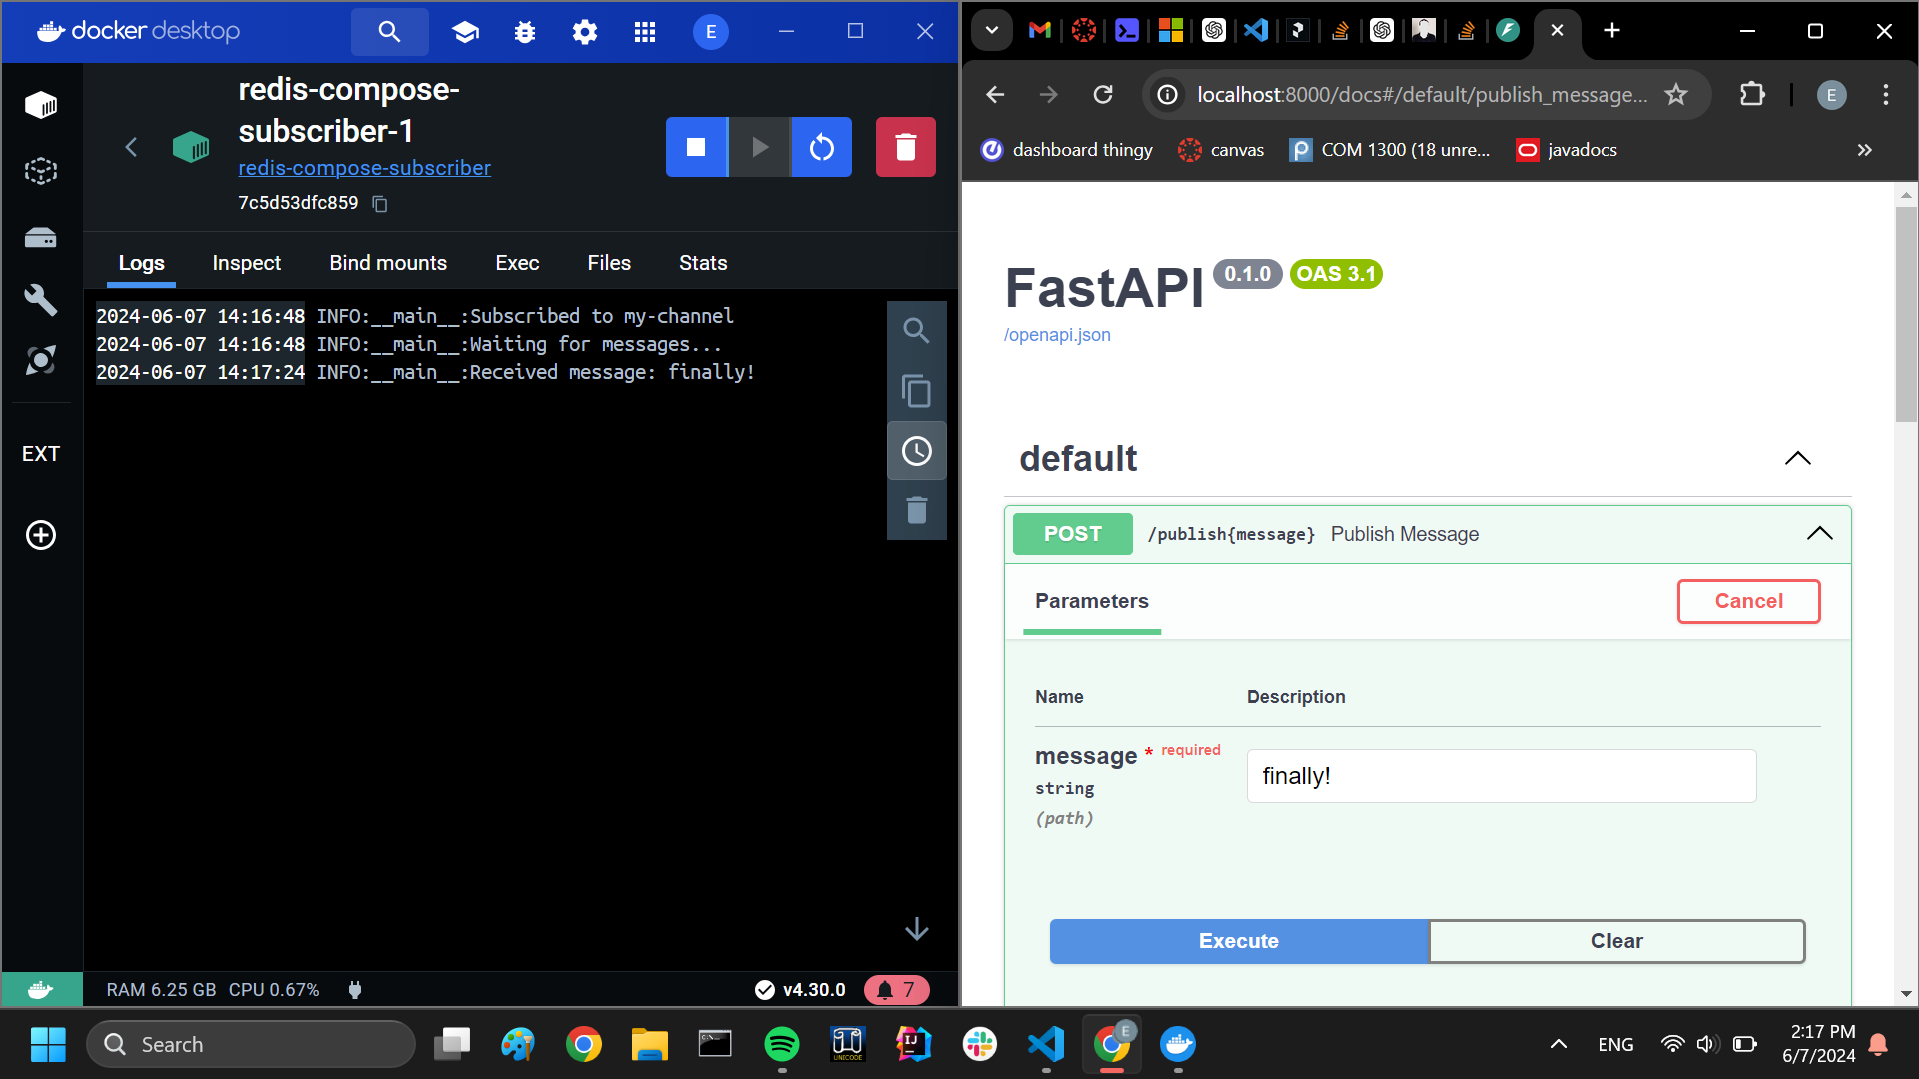 docker desktop
E
redis-compose-
subscriber-1
redis-compose-subscriber
7c5d53dfc859
Logs Inspect Bind mounts Exec Files Stats
2024-06-07 14:16:48 INFO:__main__:Subscribed to my-channel
2024-06-07 14:16:48 INFO:__main__:Waiting for messages...
2024-06-07 14:17:24 INFO:__main__:Received message: finally!
EXT
RAM 6.25 GB CPU 0.67%
v4.30.0
7
localhost:8000/docs#/default/publish_message...
E
dashboard thingy canvas COM 1300 (18 unre... javadocs
FastAPI 0.1.0 OAS 3.1
/openapi.json
default
POST /publish{message} Publish Message
Parameters
Cancel
Name Description
message * required
string
(path)
finally!
Execute Clear
Search
UNICODE
IJ
E
ENG
2:17 PM
6/7/2024